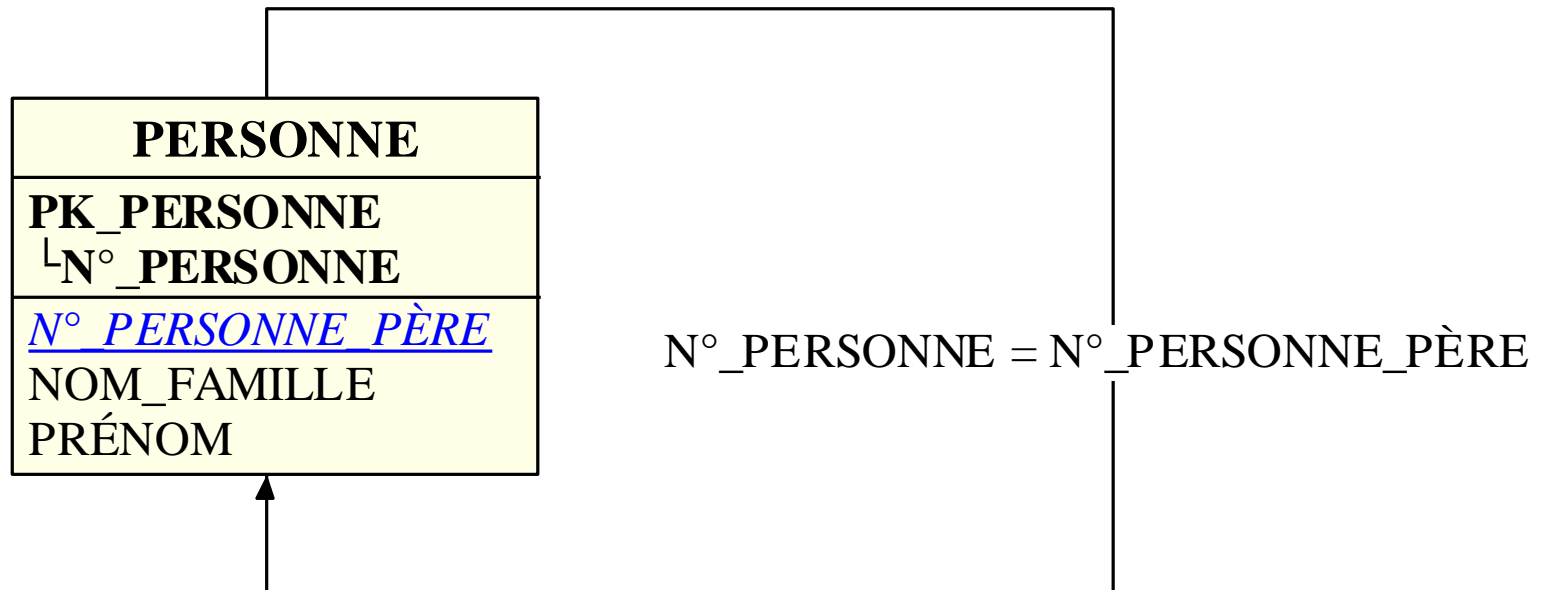 PERSONNE
PK_PERSONNE
└N°_PERSONNE
N°_PERSONNE_PÈRE
NOM_FAMILLE
PRÉNOM
N°_PERSONNE = N°_PERSONNE_PÈRE